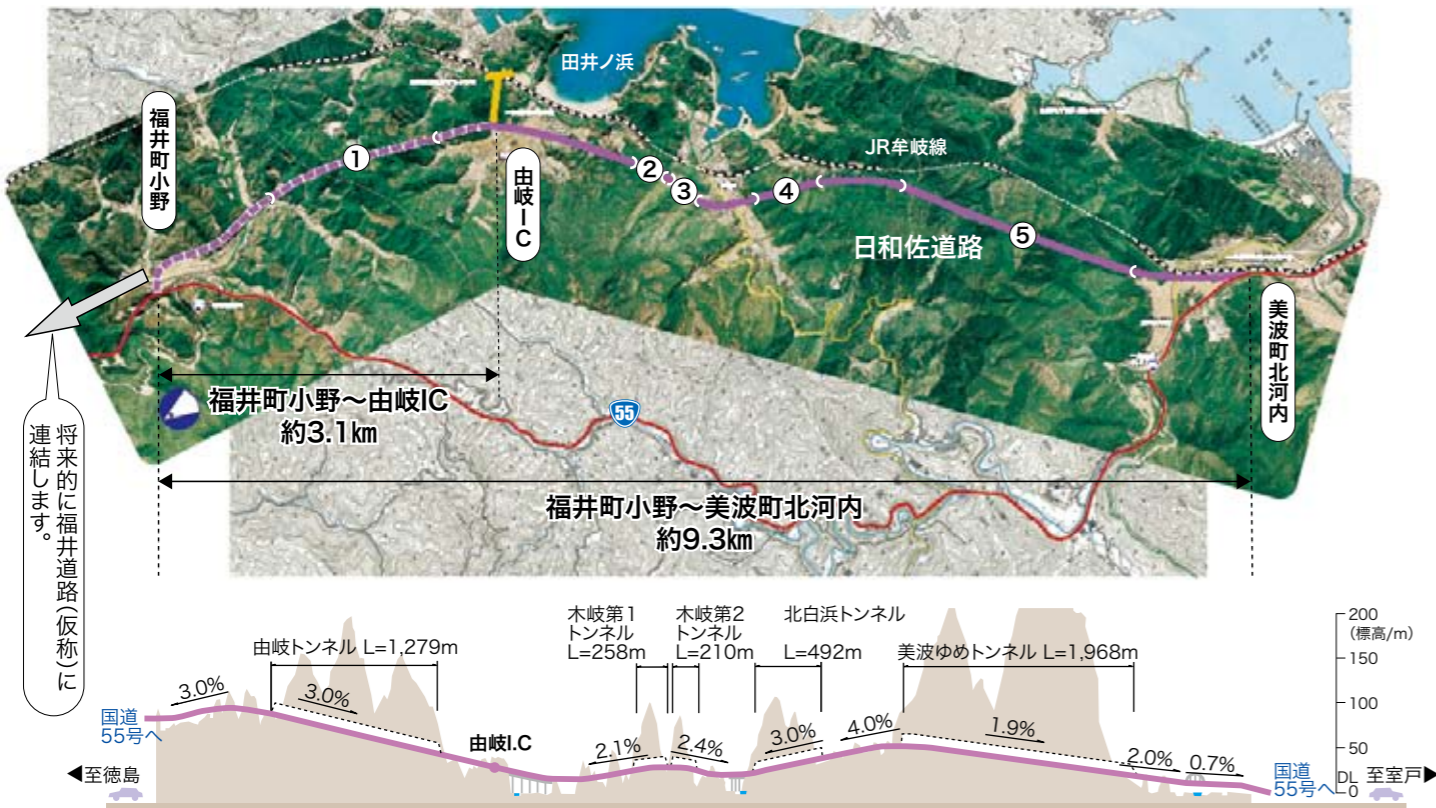 田井ノ浜
福井町小野
①
由岐IC
②
③
④
JR牟岐線
日和佐道路
⑤
美波町北河内
福井町小野~由岐IC
約3.1㎞
55
福井町小野~美波町北河内
約9.3㎞
将来的に福井道路(仮称)に
連結します。
由岐トンネル L=1,279m
木岐第1
トンネル
L=258m
木岐第2
トンネル
L=210m
北白浜トンネル
L=492m
美波ゆめトンネル L=1,968m
200
(標高/m)
150
100
50
DL
0
3.0%
3.0%
2.1%
2.4%
3.0%
4.0%
1.9%
2.0%
0.7%
国道
55号へ
由岐I.C
国道
55号へ
◀至徳島
至室戸▶